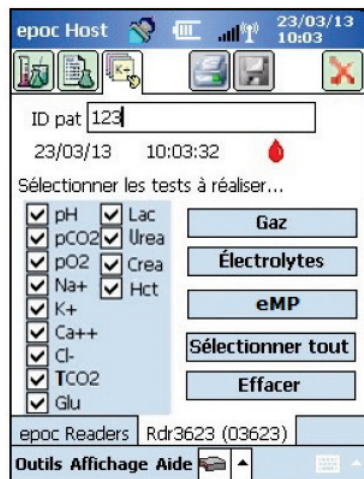 epoc Host 23/03/13
10:03
K+
ID pat 123
23/03/13 10:03:32
Sélectionner les tests à réaliser...
pH Lac
pCO2 Urea
pO2 Crea
Na+ Hct
K+
Ca++
Cl-
TCO2
Glu
Gaz
Électrolytes
eMP
Sélectionner tout
Effacer
epoc Readers Rdr3623 (03623)
Outils Affichage Aide